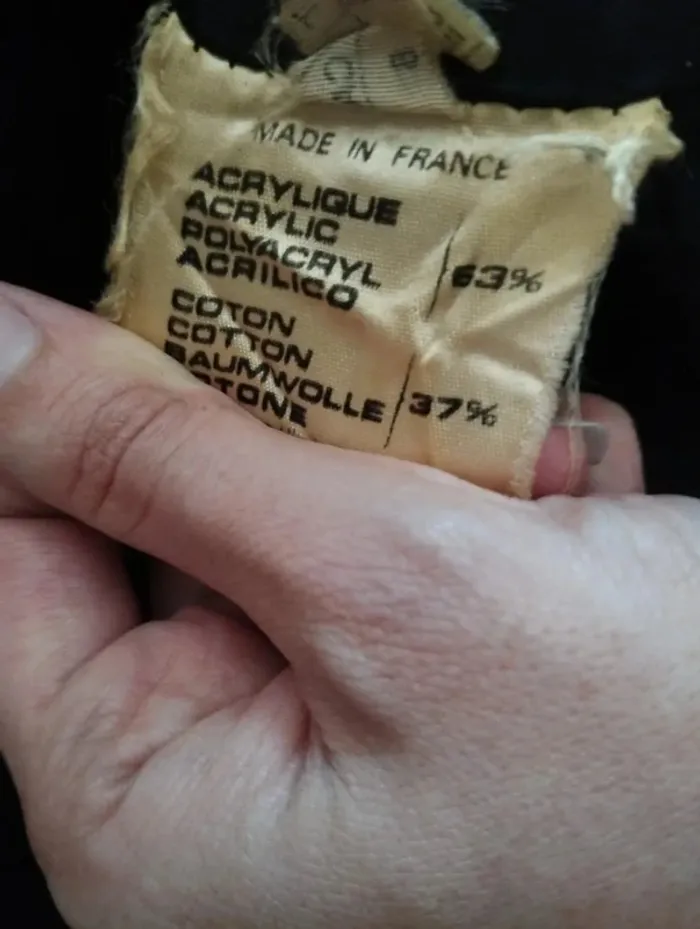 MADE IN FRANCE
ACRYLIQUE
ACRYLIC
POLYACRYL
ACRILICO
63%
COTON
COTTON
BAUMWOLLE
37%